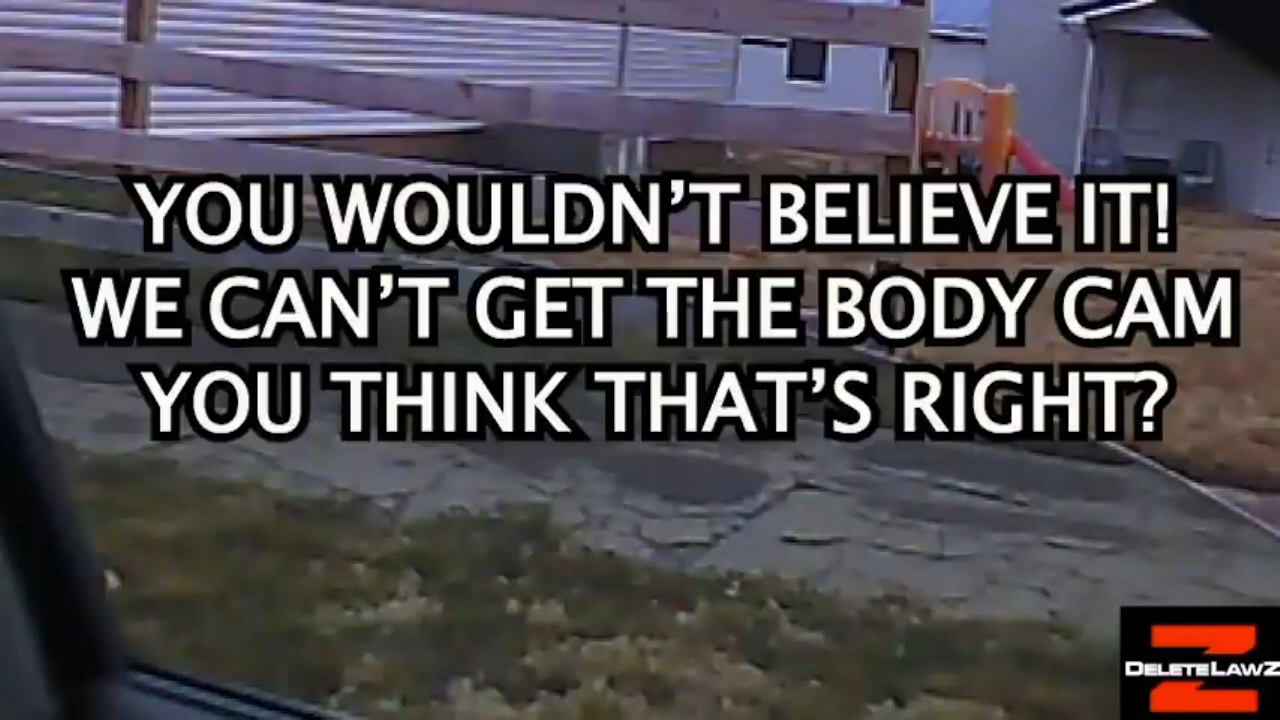 YOU WOULDN'T BELIEVE IT!
WE CAN'T GET THE BODY CAM
YOU THINK THAT'S RIGHT?
DELETELAWZ